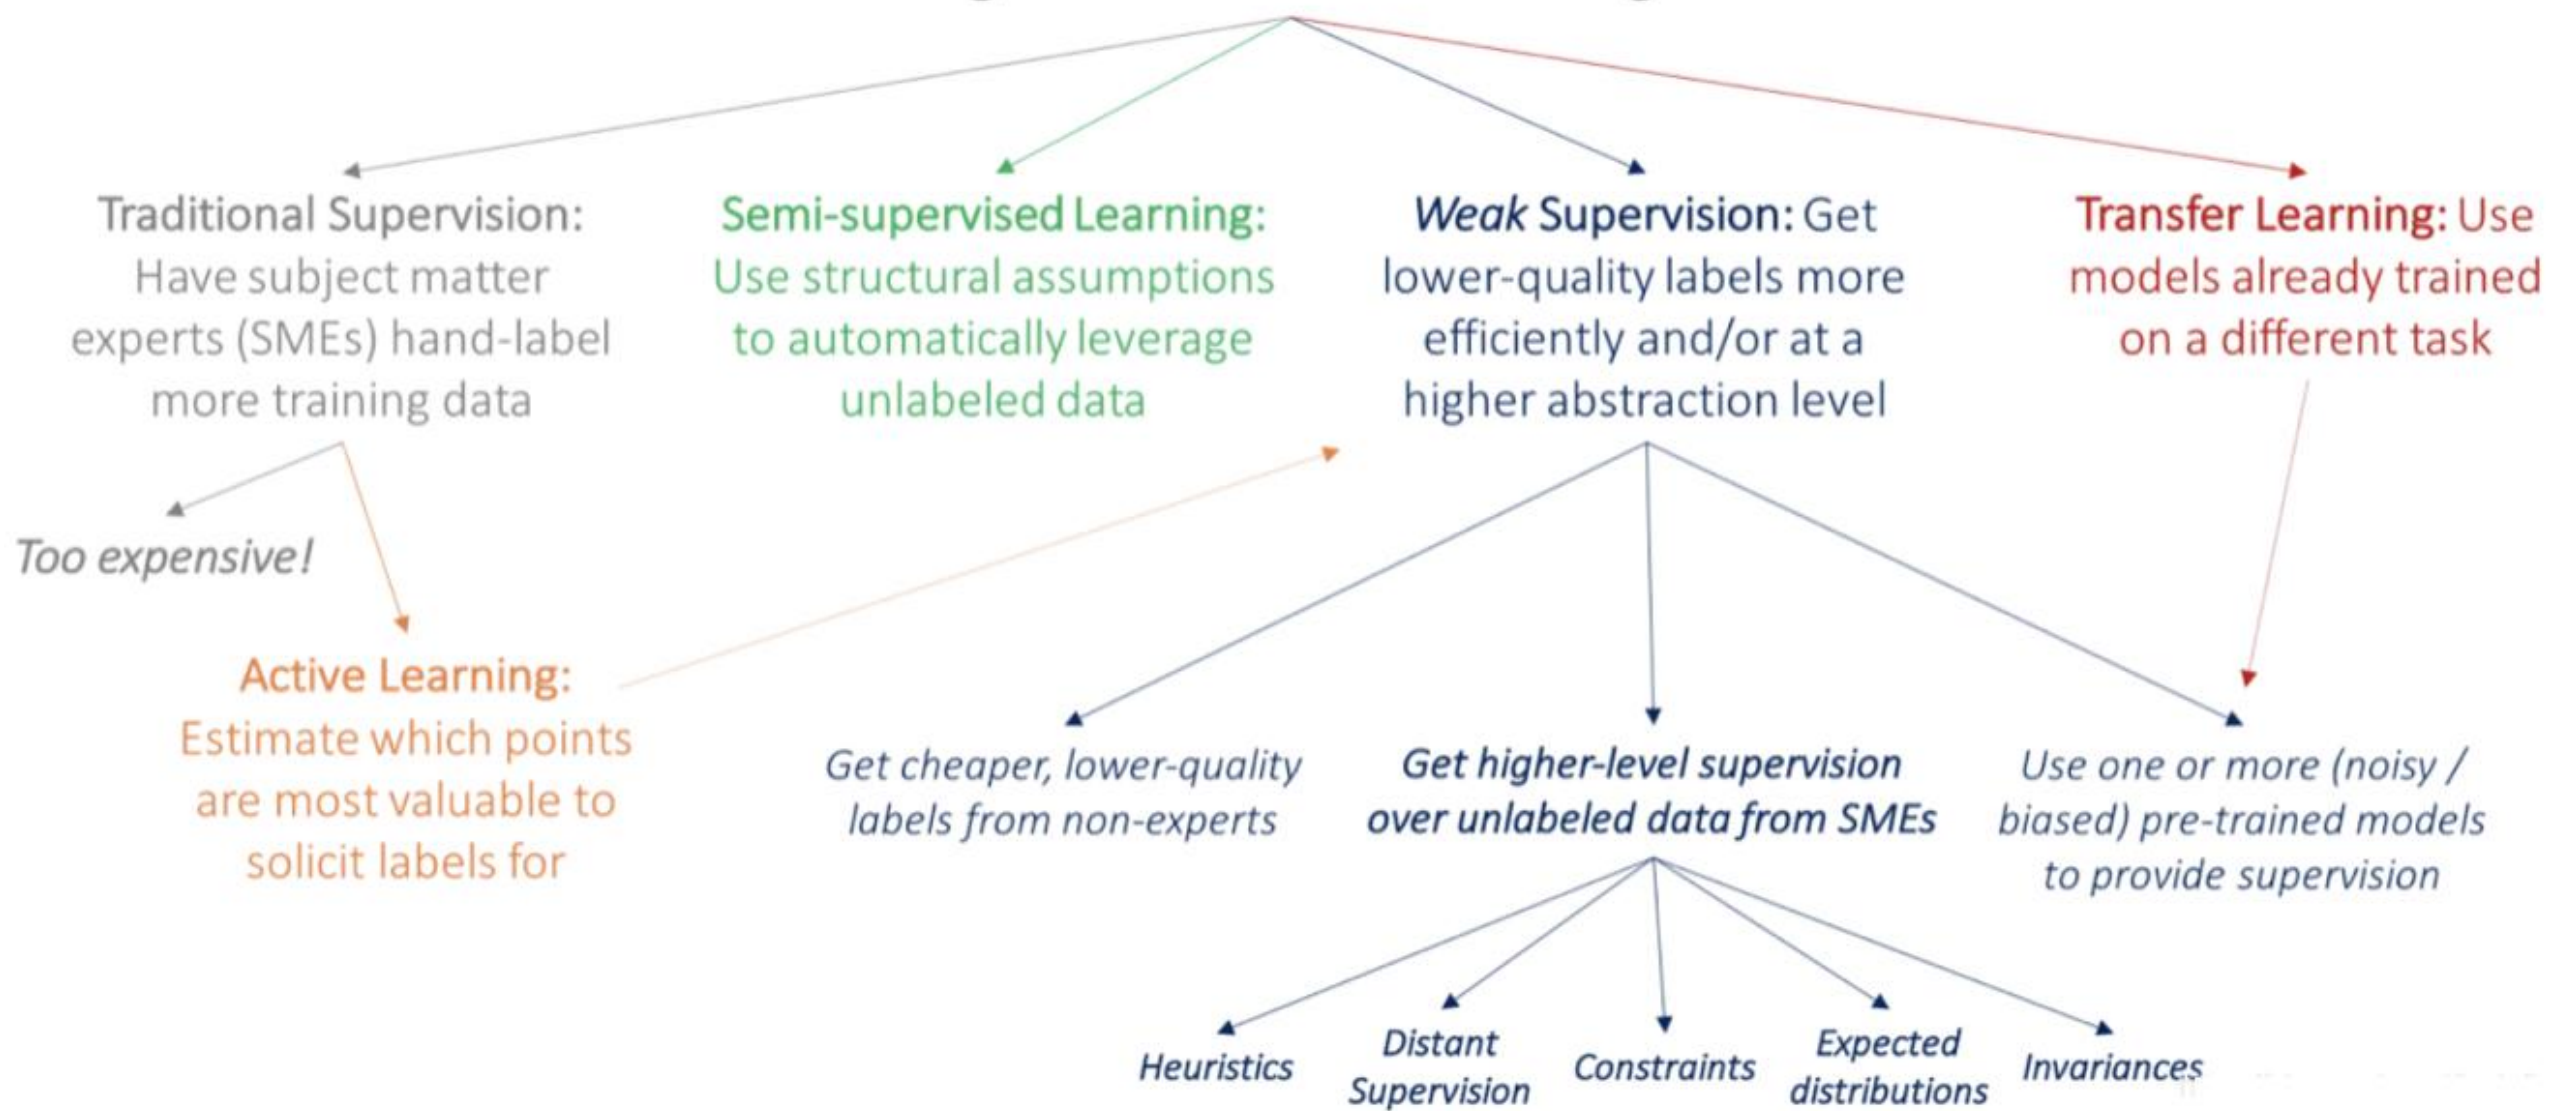 Traditional Supervision:
Have subject matter
experts (SMEs) hand-label
more training data
Semi-supervised Learning:
Use structural assumptions
to automatically leverage
unlabeled data
Weak Supervision: Get
lower-quality labels more
efficiently and/or at a
higher abstraction level
Transfer Learning: Use
models already trained
on a different task
Too expensive!
Active Learning:
Estimate which points
are most valuable to
solicit labels for
Get cheaper, lower-quality
labels from non-experts
Get higher-level supervision
over unlabeled data from SMEs
Use one or more (noisy /
biased) pre-trained models
to provide supervision
Heuristics
Distant
Supervision
Constraints
Expected
distributions
Invariances